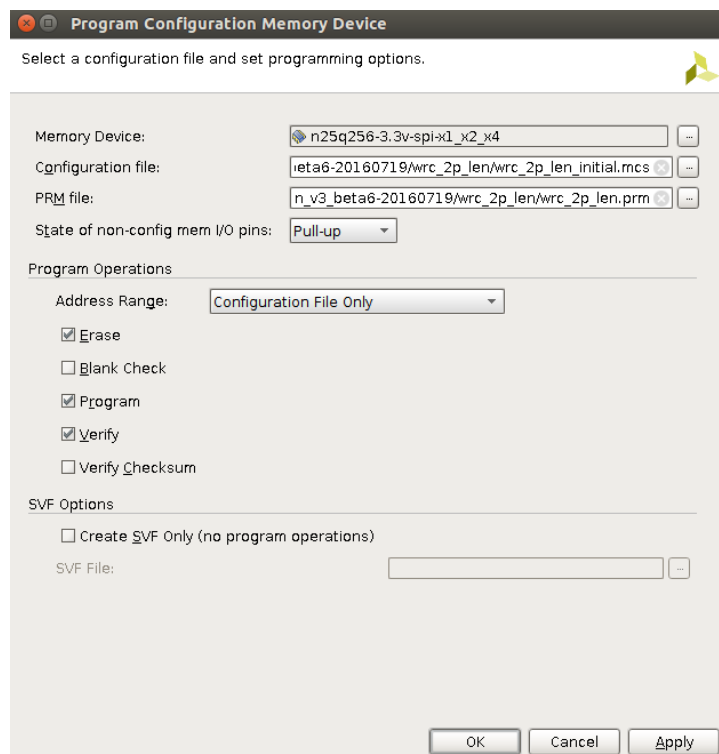 Program Configuration Memory Device
Select a configuration file and set programming options.
Memory Device: n25q256-3.3v-spi-x1_x2_x4 ...
Configuration file: ıeta6-20160719/wrc_2p_len/wrc_2p_len_initial.mcs ...
PRM file: n_v3_beta6-20160719/wrc_2p_len/wrc_2p_len.prm ...
State of non-config mem I/O pins: Pull-up
Program Operations
Address Range: Configuration File Only
Erase
Blank Check
Program
Verify
Verify Checksum
SVF Options
Create SVF Only (no program operations)
SVF File: ...
OK Cancel Apply